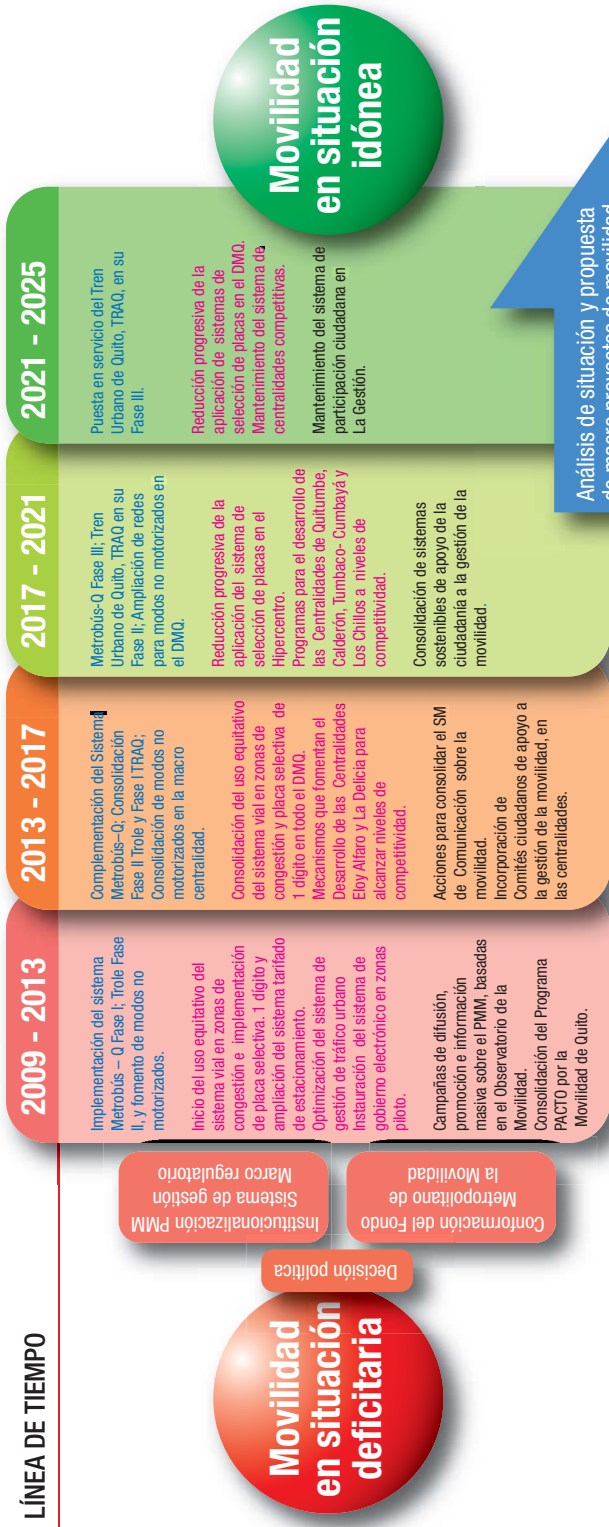 LÍNEA DE TIEMPO
Movilidad
en situación
deficitaria
Decisión política
Institucionalización PMM
Sistema de gestión
Marco regulatorio
Conformación del Fondo
Metropolitano de
la Movilidad
2009 - 2013
Implementación del sistema
Metrobús – Q Fase I; Trole Fase
II, y fomento de modos no
motorizados.
Inicio del uso equitativo del
sistema vial en zonas de
congestión e implementación
de placa selectiva. 1 dígito y
ampliación del sistema tarifado
de estacionamiento.
Optimización del sistema de
gestión de tráfico urbano
Instauración del sistema de
gobierno electrónico en zonas
piloto.
Campañas de difusión,
promoción e información
masiva sobre el PMM, basadas
en el Observatorio de la
Movilidad.
Consolidación del Programa
PACTO por la
Movilidad de Quito.
2013 - 2017
Complementación del Sistema
Metrobús–Q; Consolidación
Fase II Trole y Fase I TRAQ;
Consolidación de modos no
motorizados en la macro
centralidad.
Consolidación del uso equitativo
del sistema vial en zonas de
congestión y placa selectiva de
1 dígito en todo el DMQ.
Mecanismos que fomentan el
Desarrollo de las Centralidades
Eloy Alfaro y La Delicia para
alcanzar niveles de
competitividad.
Acciones para consolidar el SM
de Comunicación sobre la
movilidad.
Incorporación de
Comités ciudadanos de apoyo a
la gestión de la movilidad, en
las centralidades.
2017 - 2021
Metrobús-Q Fase III; Tren
Urbano de Quito, TRAQ en su
Fase II; Ampliación de redes
para modos no motorizados en
el DMQ.
Reducción progresiva de la
aplicación del sistema de
selección de placas en el
Hipercentro.
Programas para el desarrollo de
las Centralidades de Quitumbe,
Calderón, Tumbaco- Cumbayá y
Los Chillos a niveles de
competitividad.
Consolidación de sistemas
sostenibles de apoyo de la
ciudadanía a la gestión de la
movilidad.
2021 - 2025
Puesta en servicio del Tren
Urbano de Quito, TRAQ, en su
Fase III.
Reducción progresiva de la
aplicación de sistemas de
selección de placas en el DMQ.
Mantenimiento del sistema de
centralidades competitivas.
Mantenimiento del sistema de
participación ciudadana en
La Gestión.
Movilidad
en situación
idónea
Análisis de situación y propuesta